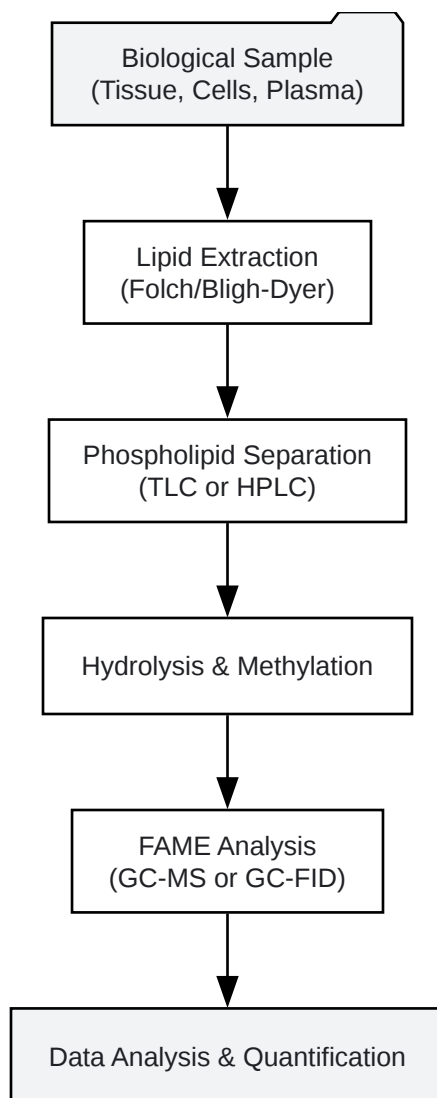 Biological Sample
(Tissue, Cells, Plasma)
Lipid Extraction
(Folch/Bligh-Dyer)
Phospholipid Separation
(TLC or HPLC)
Hydrolysis & Methylation
FAME Analysis
(GC-MS or GC-FID)
Data Analysis & Quantification